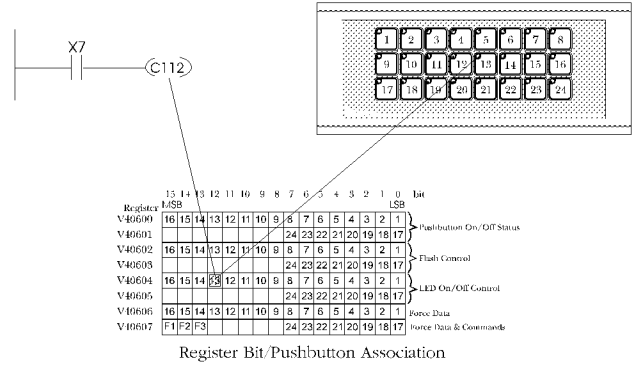 X7
C112
1 2 3 4 5 6 7 8
9 10 11 12 13 14 15 16
17 18 19 20 21 22 23 24
15 14 13 12 11 10 9 8 7 6 5 4 3 2 1 0 bit
Register MSB LSB
V40600 16 15 14 13 12 11 10 9 8 7 6 5 4 3 2 1
Pushbutton On/Off Status
V40601 24 23 22 21 20 19 18 17
V40602 16 15 14 13 12 11 10 9 8 7 6 5 4 3 2 1
Flash Control
V40603 24 23 22 21 20 19 18 17
V40604 16 15 14 13 12 11 10 9 8 7 6 5 4 3 2 1
LED On/Off Control
V40605 24 23 22 21 20 19 18 17
V40606 16 15 14 13 12 11 10 9 8 7 6 5 4 3 2 1 Force Data
V40607 F1 F2 F3 24 23 22 21 20 19 18 17 Force Data & Commands
Register Bit/Pushbutton Association